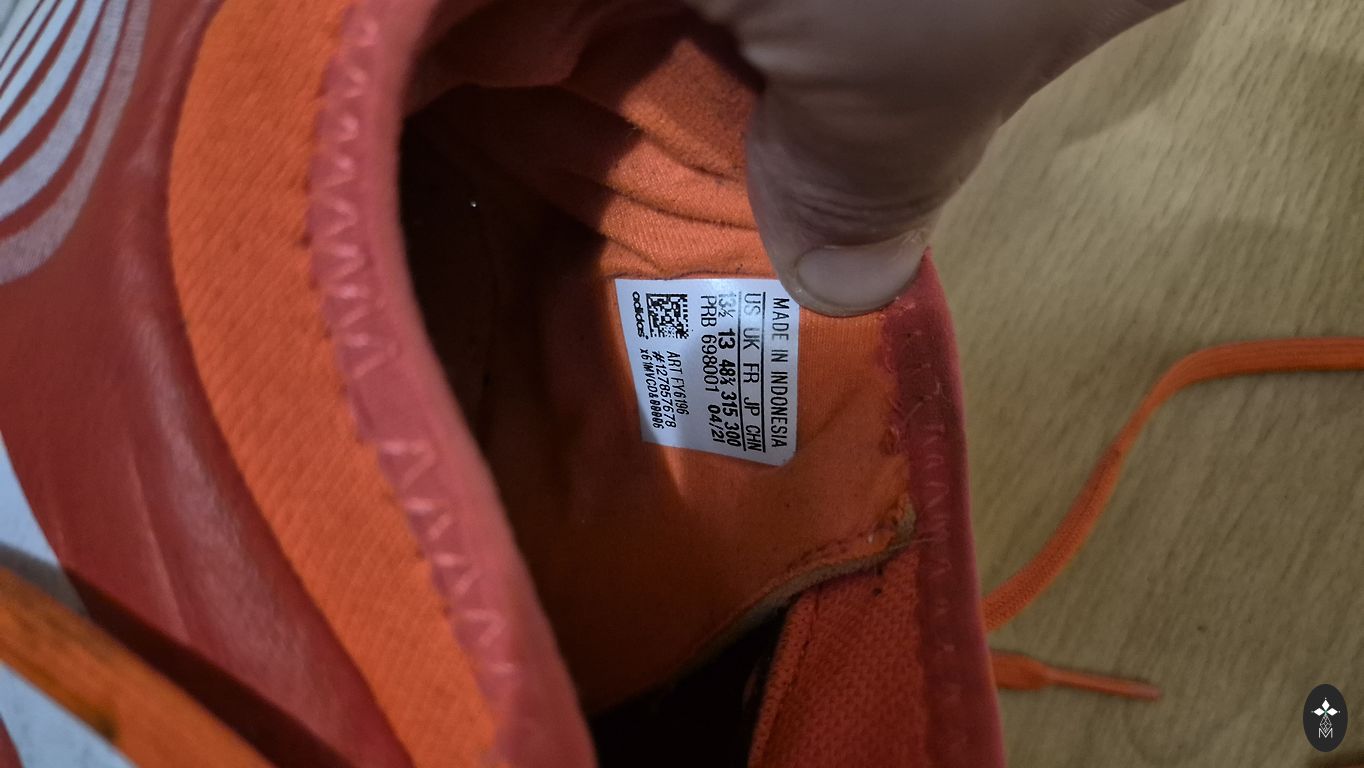 MADE IN INDONESIA
US UK FR JP CHN
13½ 13 48⅔ 315 300
PRB 698001 04/21
adidas
ART FY6196
#127857678